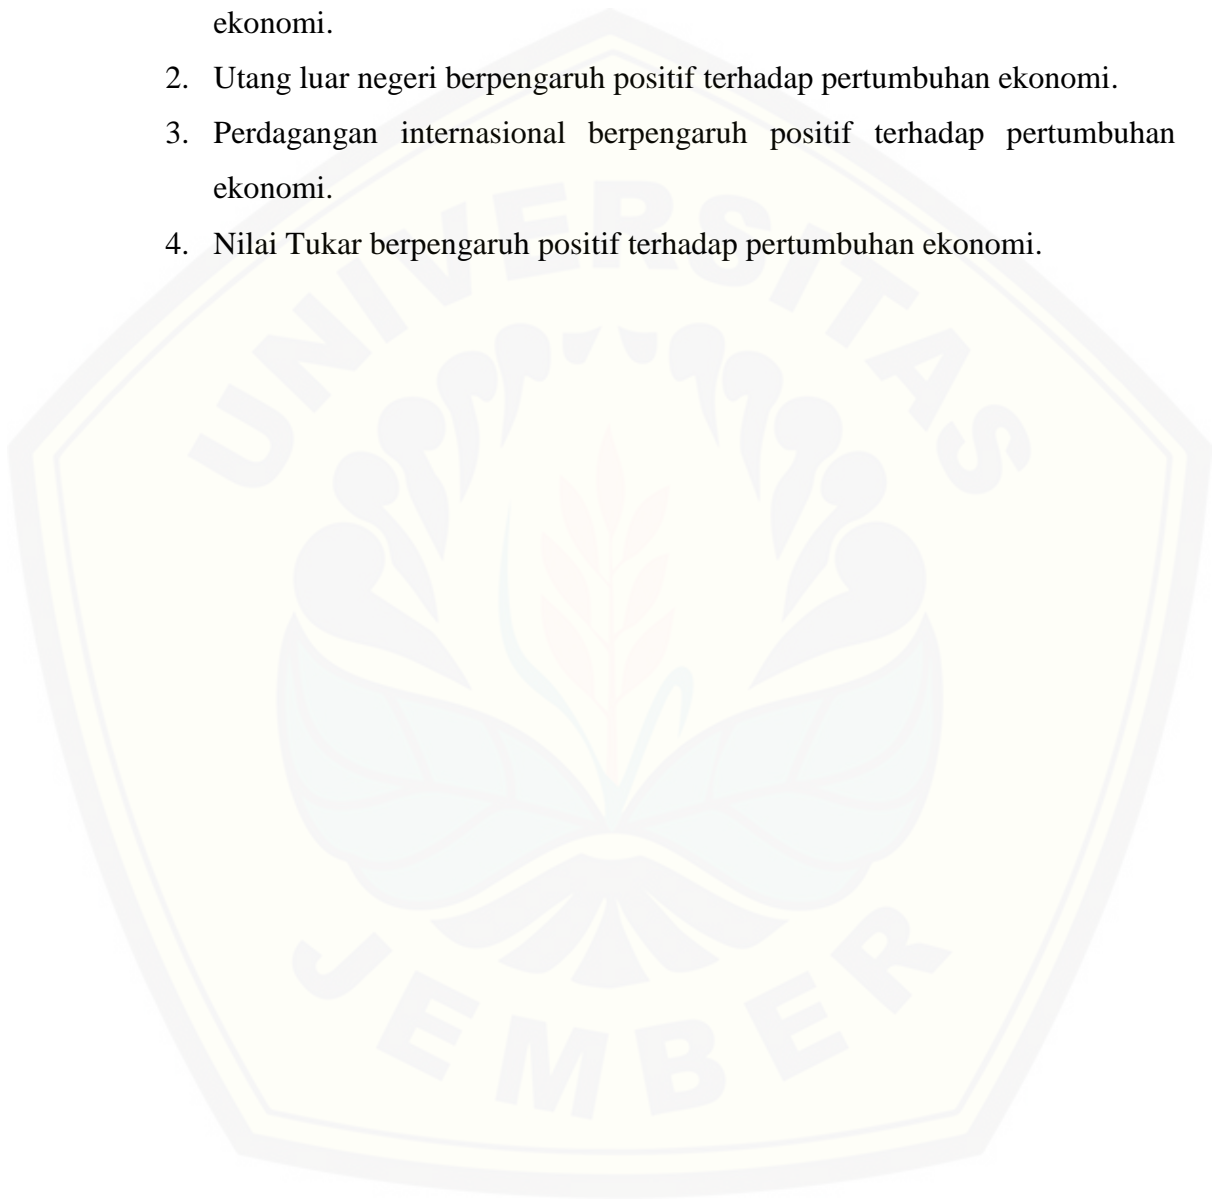 ekonomi.
2. Utang luar negeri berpengaruh positif terhadap pertumbuhan ekonomi.
3. Perdagangan internasional berpengaruh positif terhadap pertumbuhan
ekonomi.
4. Nilai Tukar berpengaruh positif terhadap pertumbuhan ekonomi.
UNIVERSITAS
JEMBER